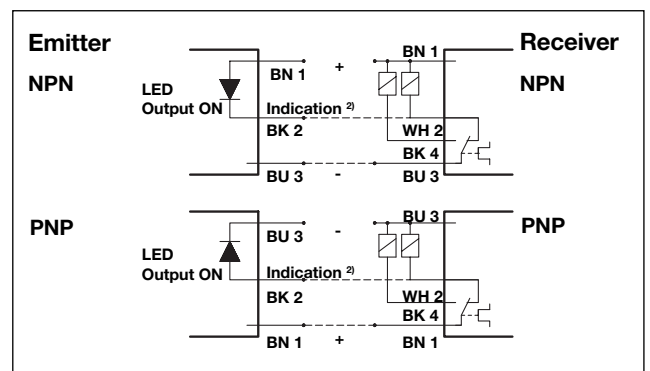 Emitter Receiver
BN 1 + BN 1
NPN NPN
LED
Output ON Indication 2)
BK 2 WH 2
BK 4
BU 3 - BU 3
BU 3 - BU 3
PNP PNP
LED
Output ON Indication 2)
BK 2 WH 2
BK 4
BN 1 + BN 1